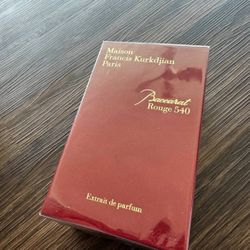 Maison
Francis Kurkdjian
Paris
Baccarat
Rouge 540
Extrait de parfum